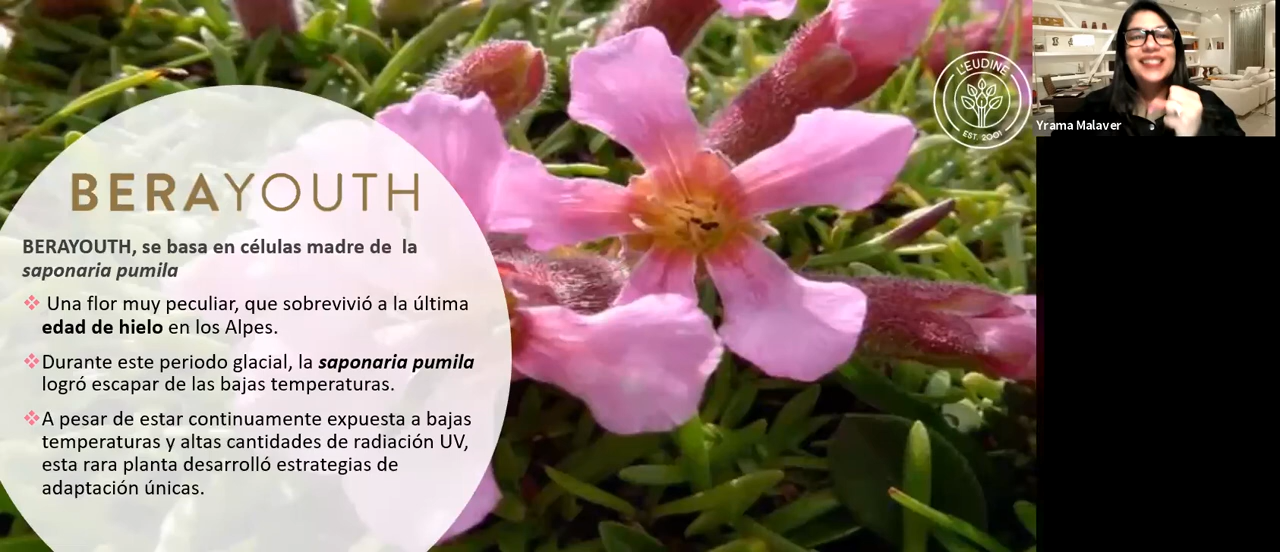 L'EUDINE
EST. 2001
Yrama Malaver
BERAYOUTH
BERAYOUTH, se basa en células madre de la
saponaria pumila
Una flor muy peculiar, que sobrevivió a la última
edad de hielo en los Alpes.
Durante este periodo glacial, la saponaria pumila
logró escapar de las bajas temperaturas.
A pesar de estar continuamente expuesta a bajas
temperaturas y altas cantidades de radiación UV,
esta rara planta desarrolló estrategias de
adaptación únicas.